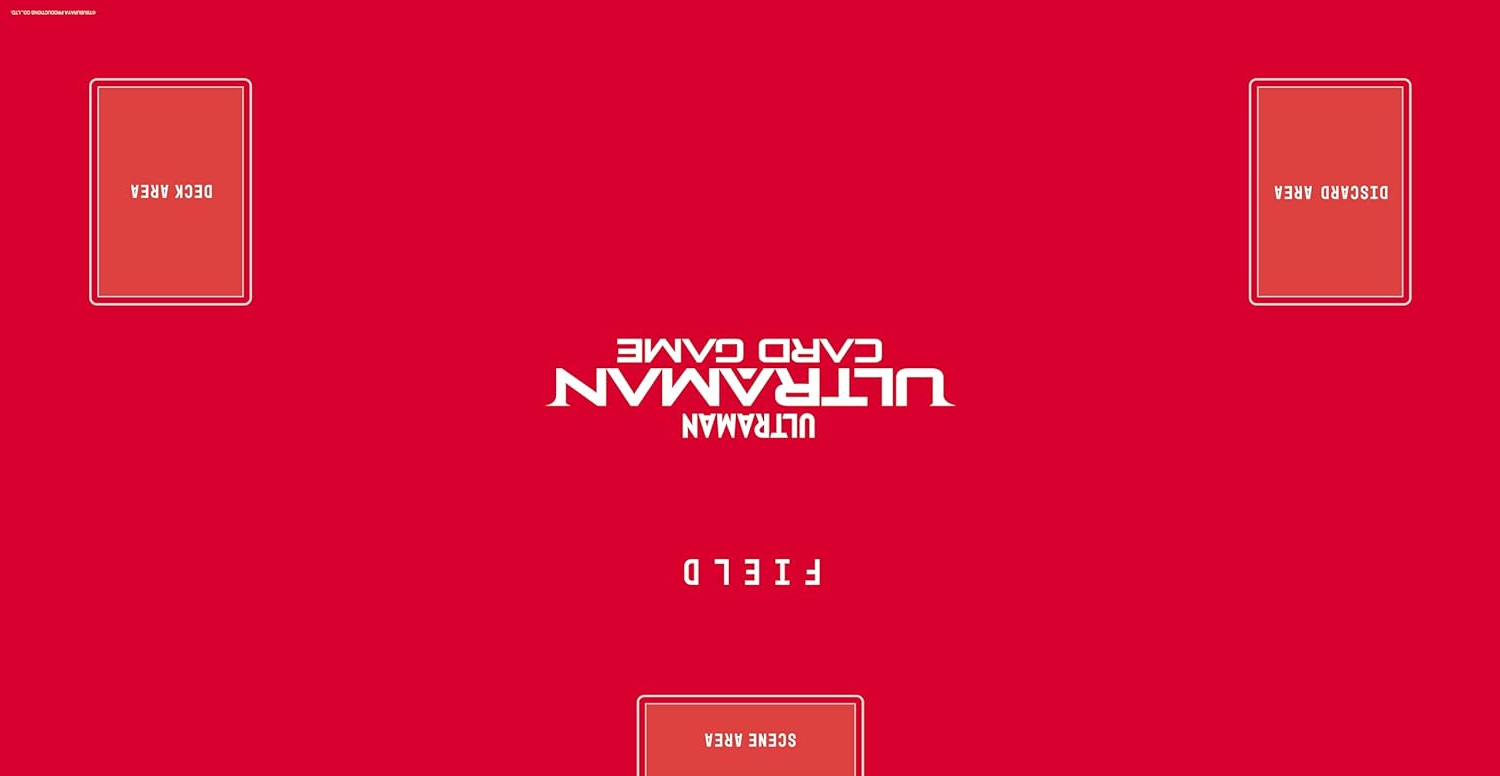 SCENE AREA
FIELD
ULTRAMAN
ULTRAMAN
CARD GAME
DISCARD AREA
DECK AREA
©TSUBURAYA PRODUCTIONS CO., LTD.